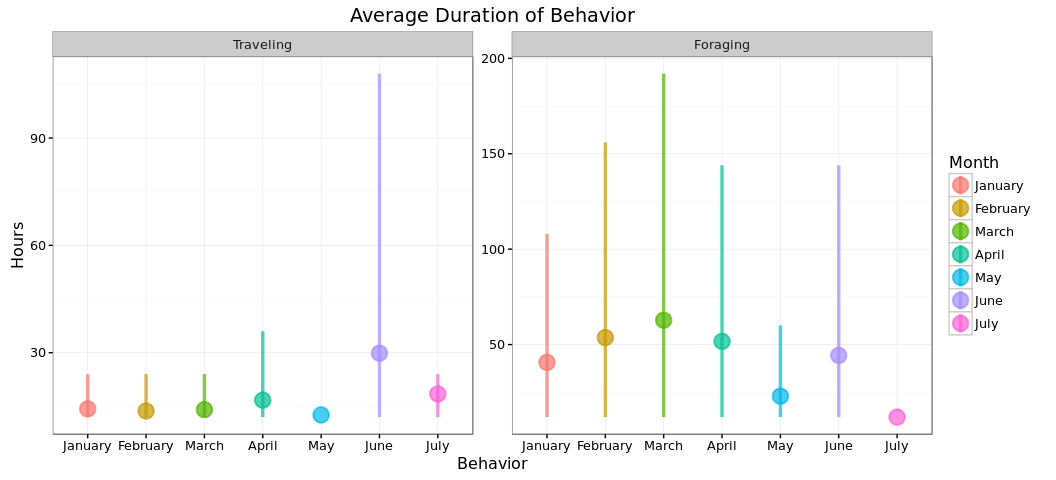 Average Duration of Behavior
Traveling
Foraging
Hours
90
60
30
200
150
100
50
January February March April May June July
January February March April May June July
Behavior
Month
January
February
March
April
May
June
July